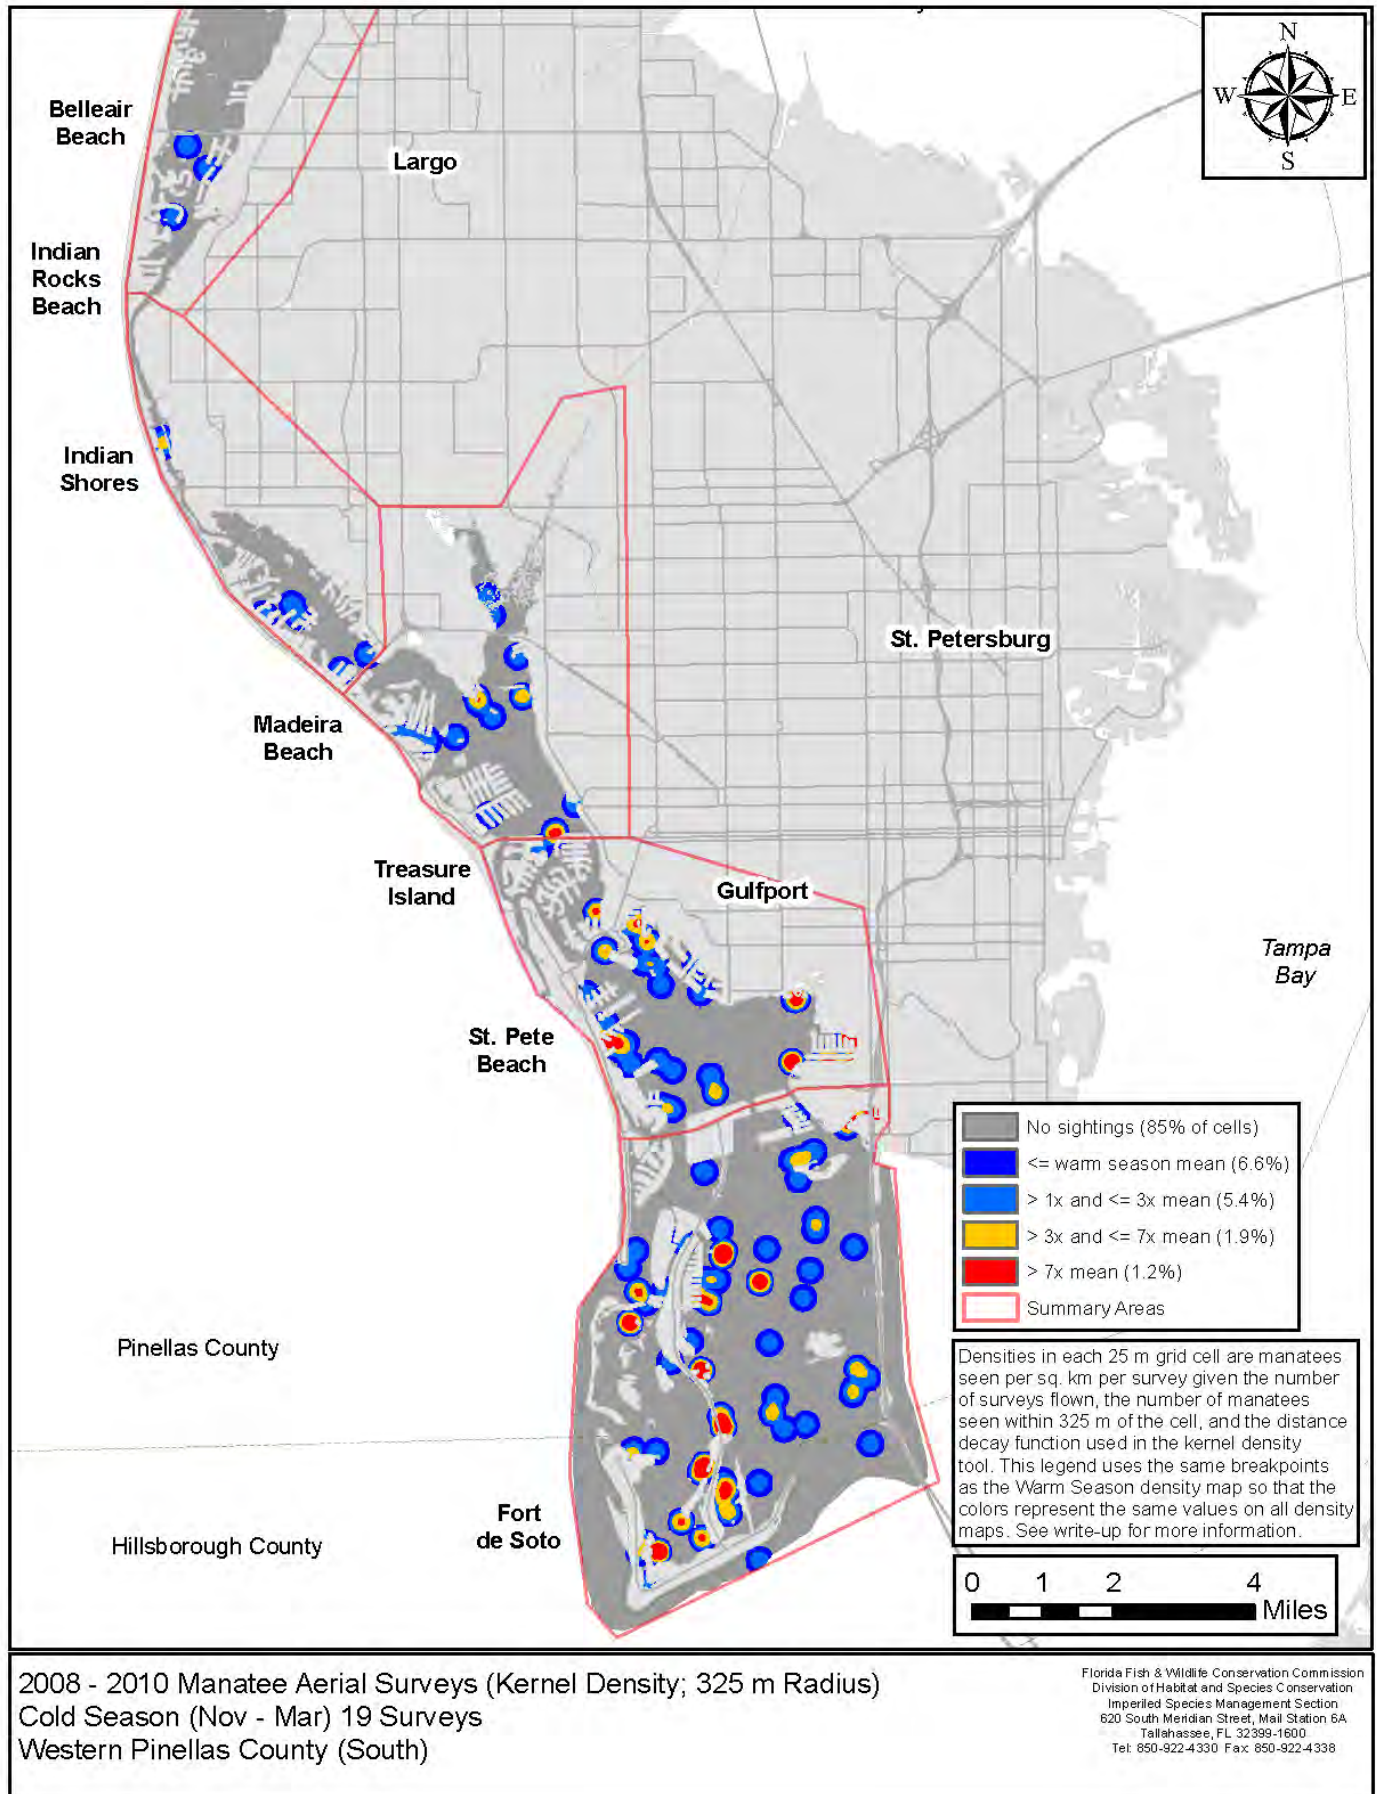 N
W E
S
Belleair
Beach
Largo
Indian
Rocks
Beach
Indian
Shores
St. Petersburg
Madeira
Beach
Treasure
Island
Gulfport
Tampa
Bay
St. Pete
Beach
No sightings (85% of cells)
<= warm season mean (6.6%)
> 1x and <= 3x mean (5.4%)
> 3x and <= 7x mean (1.9%)
> 7x mean (1.2%)
Summary Areas
Pinellas County
Densities in each 25 m grid cell are manatees
seen per sq. km per survey given the number
of surveys flown, the number of manatees
seen within 325 m of the cell, and the distance
decay function used in the kernel density
tool. This legend uses the same breakpoints
as the Warm Season density map so that the
colors represent the same values on all density
maps. See write-up for more information.
Fort
de Soto
Hillsborough County
0 1 2 4
Miles
2008 - 2010 Manatee Aerial Surveys (Kernel Density; 325 m Radius)
Cold Season (Nov - Mar) 19 Surveys
Western Pinellas County (South)
Florida Fish & Wildlife Conservation Commission
Division of Habitat and Species Conservation
Imperiled Species Management Section
620 South Meridian Street, Mail Station 6A
Tallahassee, FL 32399-1600
Tel: 850-922-4330 Fax: 850-922-4338